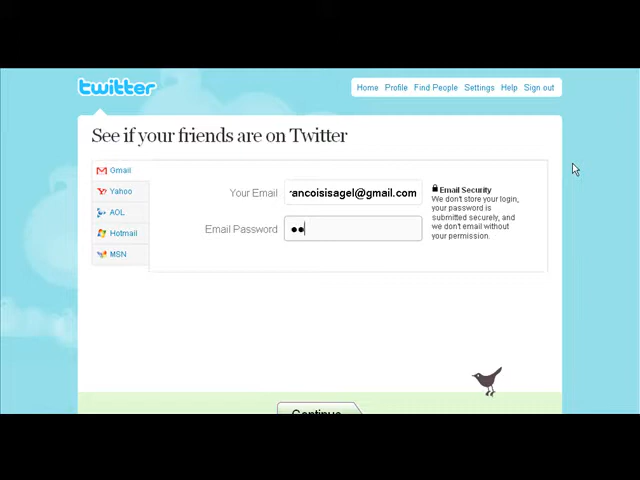 twitter
Home Profile Find People Settings Help Sign out
See if your friends are on Twitter
Gmail
Yahoo
AOL
Hotmail
MSN
Your Email
ancoisisagel@gmail.com
Email Password
Email Security
We don't store your login,
your password is
submitted securely, and
we don't email without
your permission.
Continue